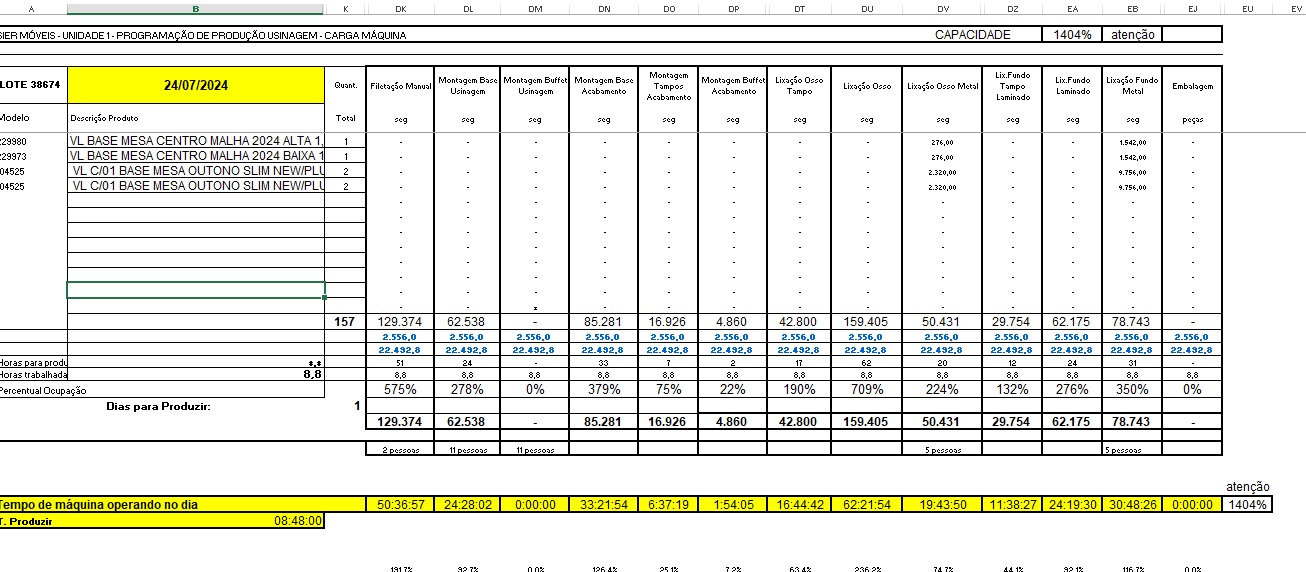 A B K DK DL DM DN DO DP DT DU DV DZ EA EB EJ EU EV
SIER MÓVEIS - UNIDADE 1 - PROGRAMAÇÃO DE PRODUÇÃO USINAGEM - CARGA MÁQUINA CAPACIDADE 1404% atenção
LOTE 38674 24/07/2024 Quant. Filetação Manual Montagem Base Usinagem Montagem Buffet Usinagem Montagem Base Acabamento Montagem Tampos Acabamento Montagem Buffet Acabamento Lixação Osso Tampo Lixação Osso Lixação Osso Metal Lix.Fundo Tampo Laminado Lix.Fundo Laminado Lixação Fundo Metal Embalagem
Modelo Descrição Produto Total seg seg seg seg seg seg seg seg seg seg seg seg peças
229980 VL BASE MESA CENTRO MALHA 2024 ALTA 1, 1 - - - - - - - - 276,00 - - 1.542,00 -
229973 VL BASE MESA CENTRO MALHA 2024 BAIXA 1 1 - - - - - - - - 276,00 - - 1.542,00 -
04525 VL C/01 BASE MESA OUTONO SLIM NEW/PLU 2 - - - - - - - - 2.320,00 - - 9.756,00 -
04525 VL C/01 BASE MESA OUTONO SLIM NEW/PLU 2 - - - - - - - - 2.320,00 - - 9.756,00 -
- - - - - - - - - - - - -
- - - - - - - - - - - - -
- - - - - - - - - - - - -
- - - - - - - - - - - - -
- - - - - - - - - - - - -
- - - - - - - - - - - - -
- - - - - - - - - - - - -
- - * - - - - - - - - - -
157 129.374 62.538 - 85.281 16.926 4.860 42.800 159.405 50.431 29.754 62.175 78.743 -
2.556,0 2.556,0 2.556,0 2.556,0 2.556,0 2.556,0 2.556,0 2.556,0 2.556,0 2.556,0 2.556,0 2.556,0 2.556,0
22.492,8 22.492,8 22.492,8 22.492,8 22.492,8 22.492,8 22.492,8 22.492,8 22.492,8 22.492,8 22.492,8 22.492,8 22.492,8
Horas para produ *,* 51 24 - 33 7 2 17 62 20 12 24 31 -
Horas trabalhada 8,8 8,8 8,8 8,8 8,8 8,8 8,8 8,8 8,8 8,8 8,8 8,8 8,8 8,8
Percentual Ocupação 575% 278% 0% 379% 75% 22% 190% 709% 224% 132% 276% 350% 0%
Dias para Produzir: 1
129.374 62.538 - 85.281 16.926 4.860 42.800 159.405 50.431 29.754 62.175 78.743 -
2 pessoas 11 pessoas 11 pessoas 5 pessoas 5 pessoas
atenção
Tempo de máquina operando no dia 50:36:57 24:28:02 0:00:00 33:21:54 6:37:19 1:54:05 16:44:42 62:21:54 19:43:50 11:38:27 24:19:30 30:48:26 0:00:00 1404%
T. Produzir 08:48:00
191,7% 92,7% 0,0% 126,4% 25,1% 7,2% 63,4% 236,2% 74,7% 44,1% 92,1% 116,7% 0,0%